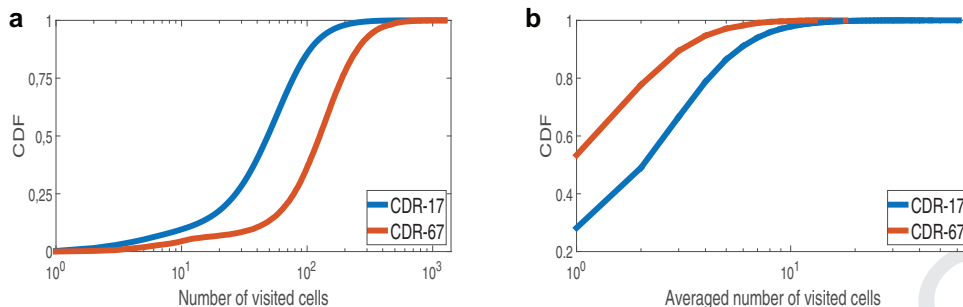 a
1
0,75
0,5
0,25
0
CDF
10^0
10^1
10^2
10^3
Number of visited cells
CDR-17
CDR-67
b
1
0.8
0.6
0.4
0.2
CDF
10^0
10^1
Averaged number of visited cells
CDR-17
CDR-67